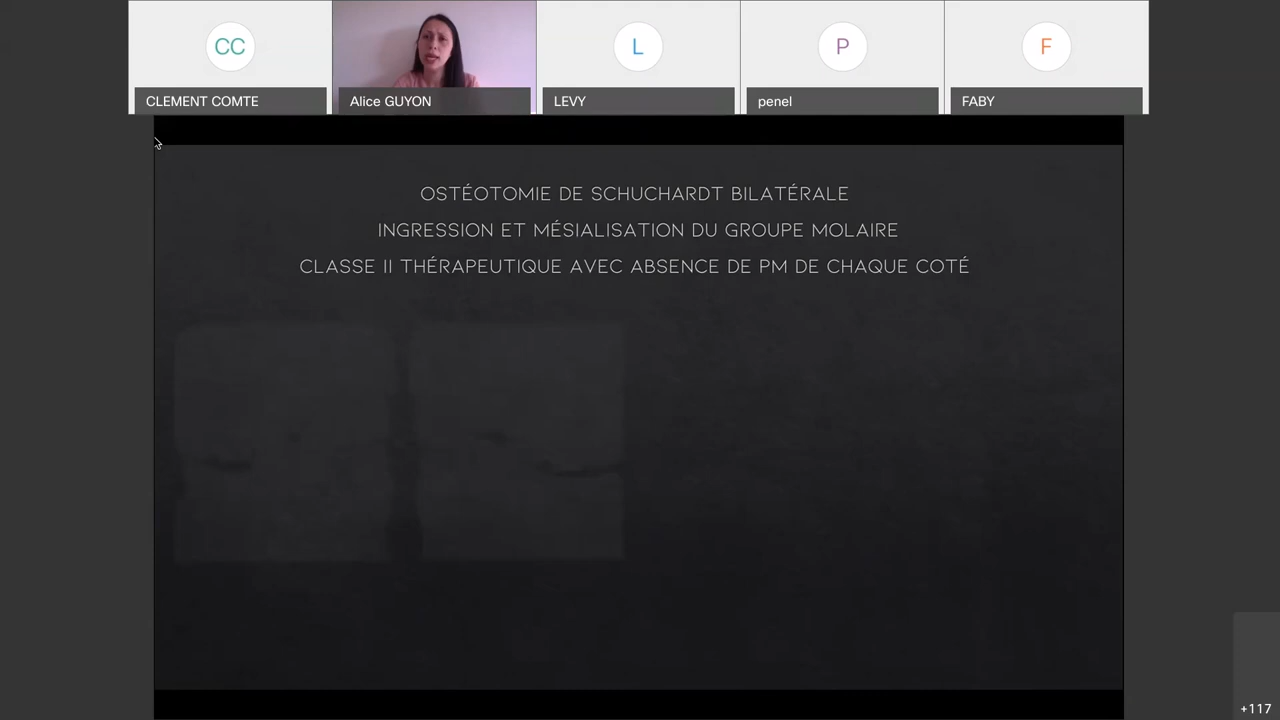 CC
L
P
F
CLEMENT COMTE
Alice GUYON
LEVY
penel
FABY
OSTÉOTOMIE DE SCHUCHARDT BILATÉRALE
INGRESSION ET MÉSIALISATION DU GROUPE MOLAIRE
CLASSE II THÉRAPEUTIQUE AVEC ABSENCE DE PM DE CHAQUE COTÉ
+117